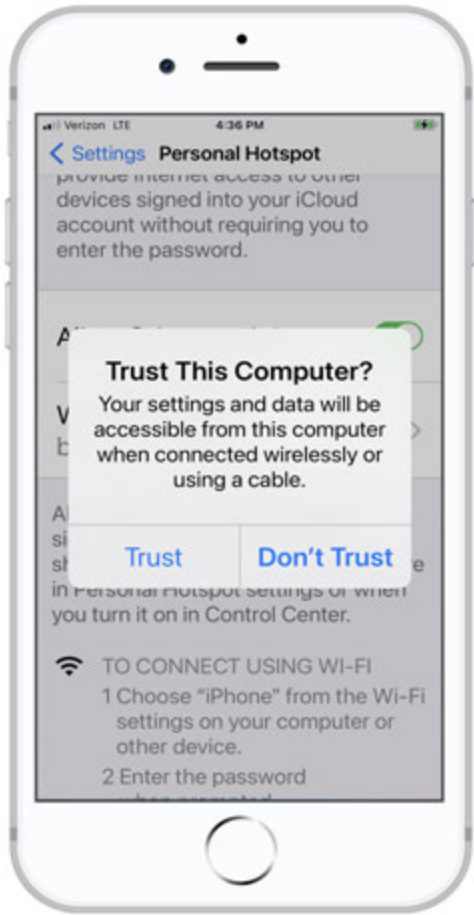 Verizon LTE 4:36 PM
Settings Personal Hotspot
provide internet access to other
devices signed into your iCloud
account without requiring you to
enter the password.
Trust This Computer?
Your settings and data will be
accessible from this computer
when connected wirelessly or
using a cable.
Trust Don't Trust
in Personal Hotspot settings or when
you turn it on in Control Center.
TO CONNECT USING WI-FI
1 Choose “iPhone” from the Wi-Fi
settings on your computer or
other device.
2 Enter the password
when prompted